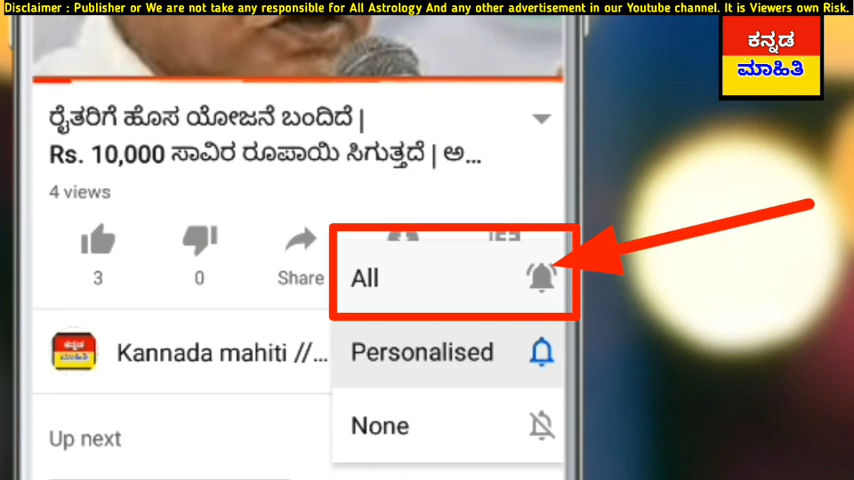 Disclaimer : Publisher or We are not take any responsible for All Astrology And any other advertisement in our Youtube channel. It is Viewers own Risk.
ಕನ್ನಡ
ಮಾಹಿತಿ
ರೈತರಿಗೆ ಹೊಸ ಯೋಜನೆ ಬಂದಿದೆ |
Rs. 10,000 ಸಾವಿರ ರೂಪಾಯಿ ಸಿಗುತ್ತದೆ | ಅ...
4 views
3
0
Share
All
Personalised
None
ಕನ್ನಡ
ಮಾಹಿತಿ
Kannada mahiti //...
Up next